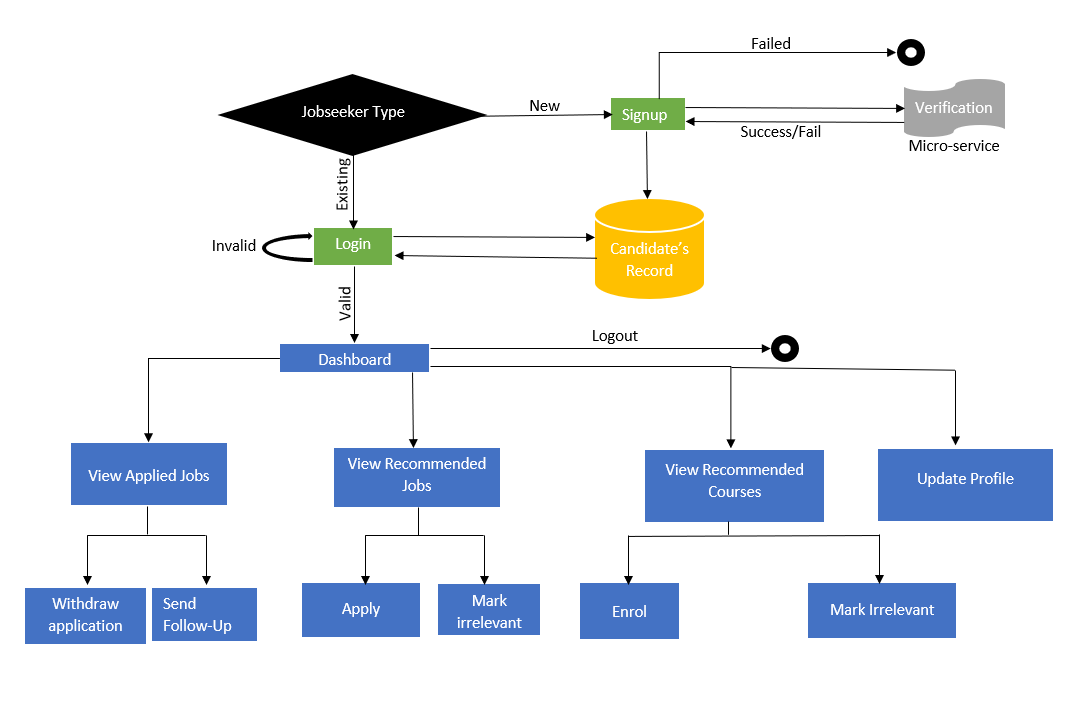 Failed
Jobseeker Type
New
Signup
Verification
Success/Fail
Micro-service
Existing
Invalid
Login
Candidate's
Record
Valid
Logout
Dashboard
View Applied Jobs
View Recommended
Jobs
View Recommended
Courses
Update Profile
Withdraw
application
Send
Follow-Up
Apply
Mark
irrelevant
Enrol
Mark Irrelevant